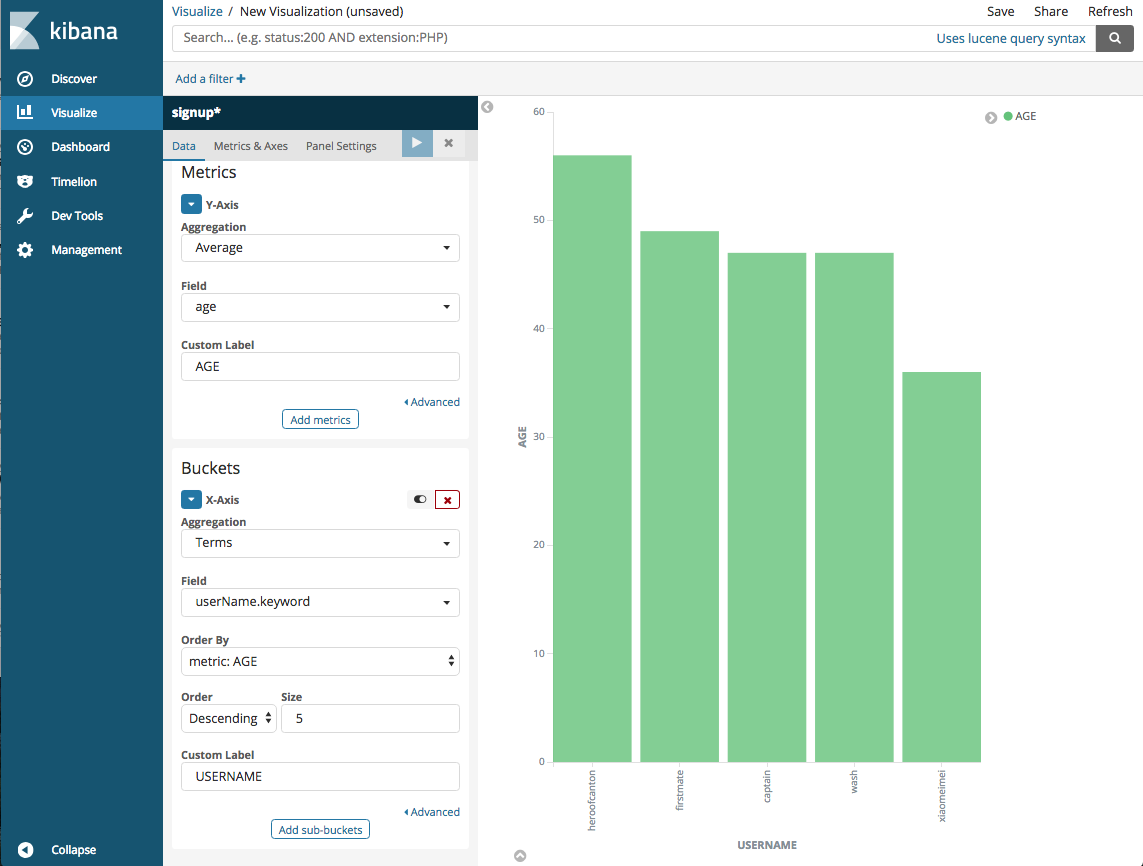 kibana
Discover
Visualize
Dashboard
Timelion
Dev Tools
Management
Collapse
Visualize / New Visualization (unsaved)
Save Share Refresh
Search... (e.g. status:200 AND extension:PHP)
Uses lucene query syntax
Add a filter
signup*
Data Metrics & Axes Panel Settings
Metrics
Y-Axis
Aggregation
Average
Field
age
Custom Label
AGE
Advanced
Add metrics
Buckets
X-Axis
Aggregation
Terms
Field
userName.keyword
Order By
metric: AGE
Order Size
Descending 5
Custom Label
USERNAME
Advanced
Add sub-buckets
AGE
60
50
40
30
20
10
0
AGE
heroofcanton
firstmate
captain
wash
xiaomeimei
USERNAME